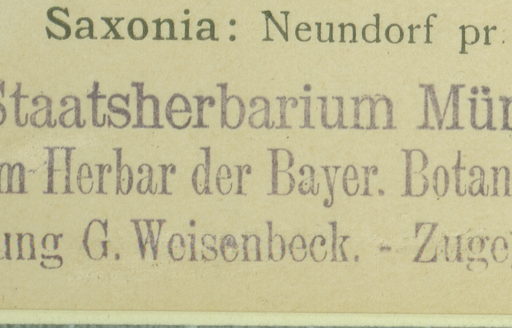 Saxonia: Neundorf pr.
Staatsherbarium Mün
m Herbar der Bayer. Botan
ung G. Weisenbeck. - Zuge